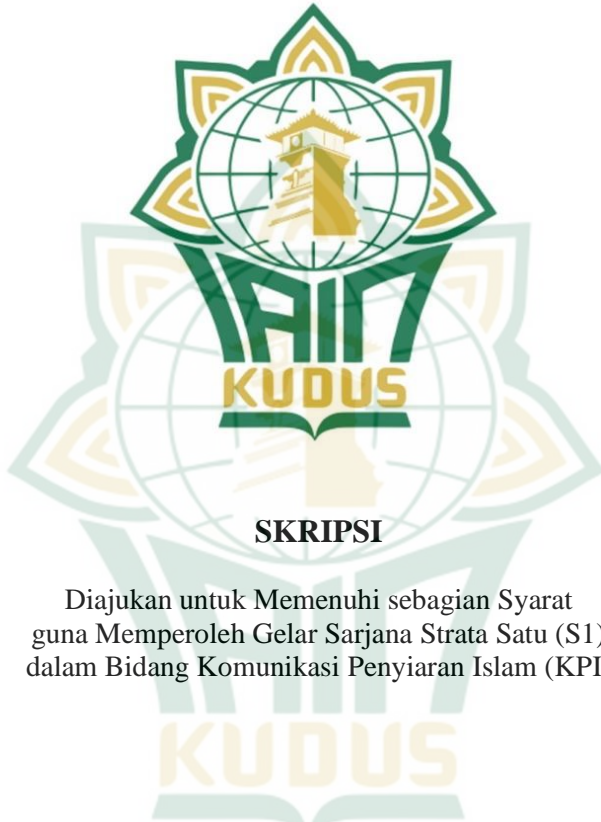 IAIN
KUDUS
SKRIPSI
Diajukan untuk Memenuhi sebagian Syarat
guna Memperoleh Gelar Sarjana Strata Satu (S1)
dalam Bidang Komunikasi Penyiaran Islam (KPI
KUDUS